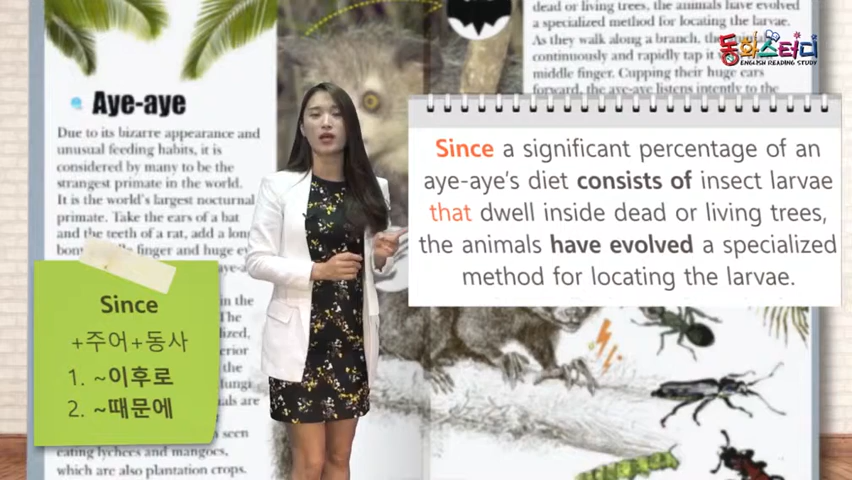 Aye-aye
Due to its bizarre appearance and
unusual feeding habits, it is
considered by many to be the
strangest primate in the world.
It is the world's largest nocturnal
primate. Take the ears of a bat
and the teeth of a rat, add a long
finger and huge
in the
The
the
seen
eating lychees and mangoes,
which are also plantation crops.
Since
+주어+동사
1. ~이후로
2. ~때문에
dead or living trees, the animals have evolved
a specialized method for locating the larvae.
As they walk along a branch, the
continuously and rapidly tap it
middle finger. Cupping their huge ears
forward, the aye-aye listens intently to the
동화스터디
ENGLISH READING STUDY
Since a significant percentage of an
aye-aye's diet consists of insect larvae
that dwell inside dead or living trees,
the animals have evolved a specialized
method for locating the larvae.